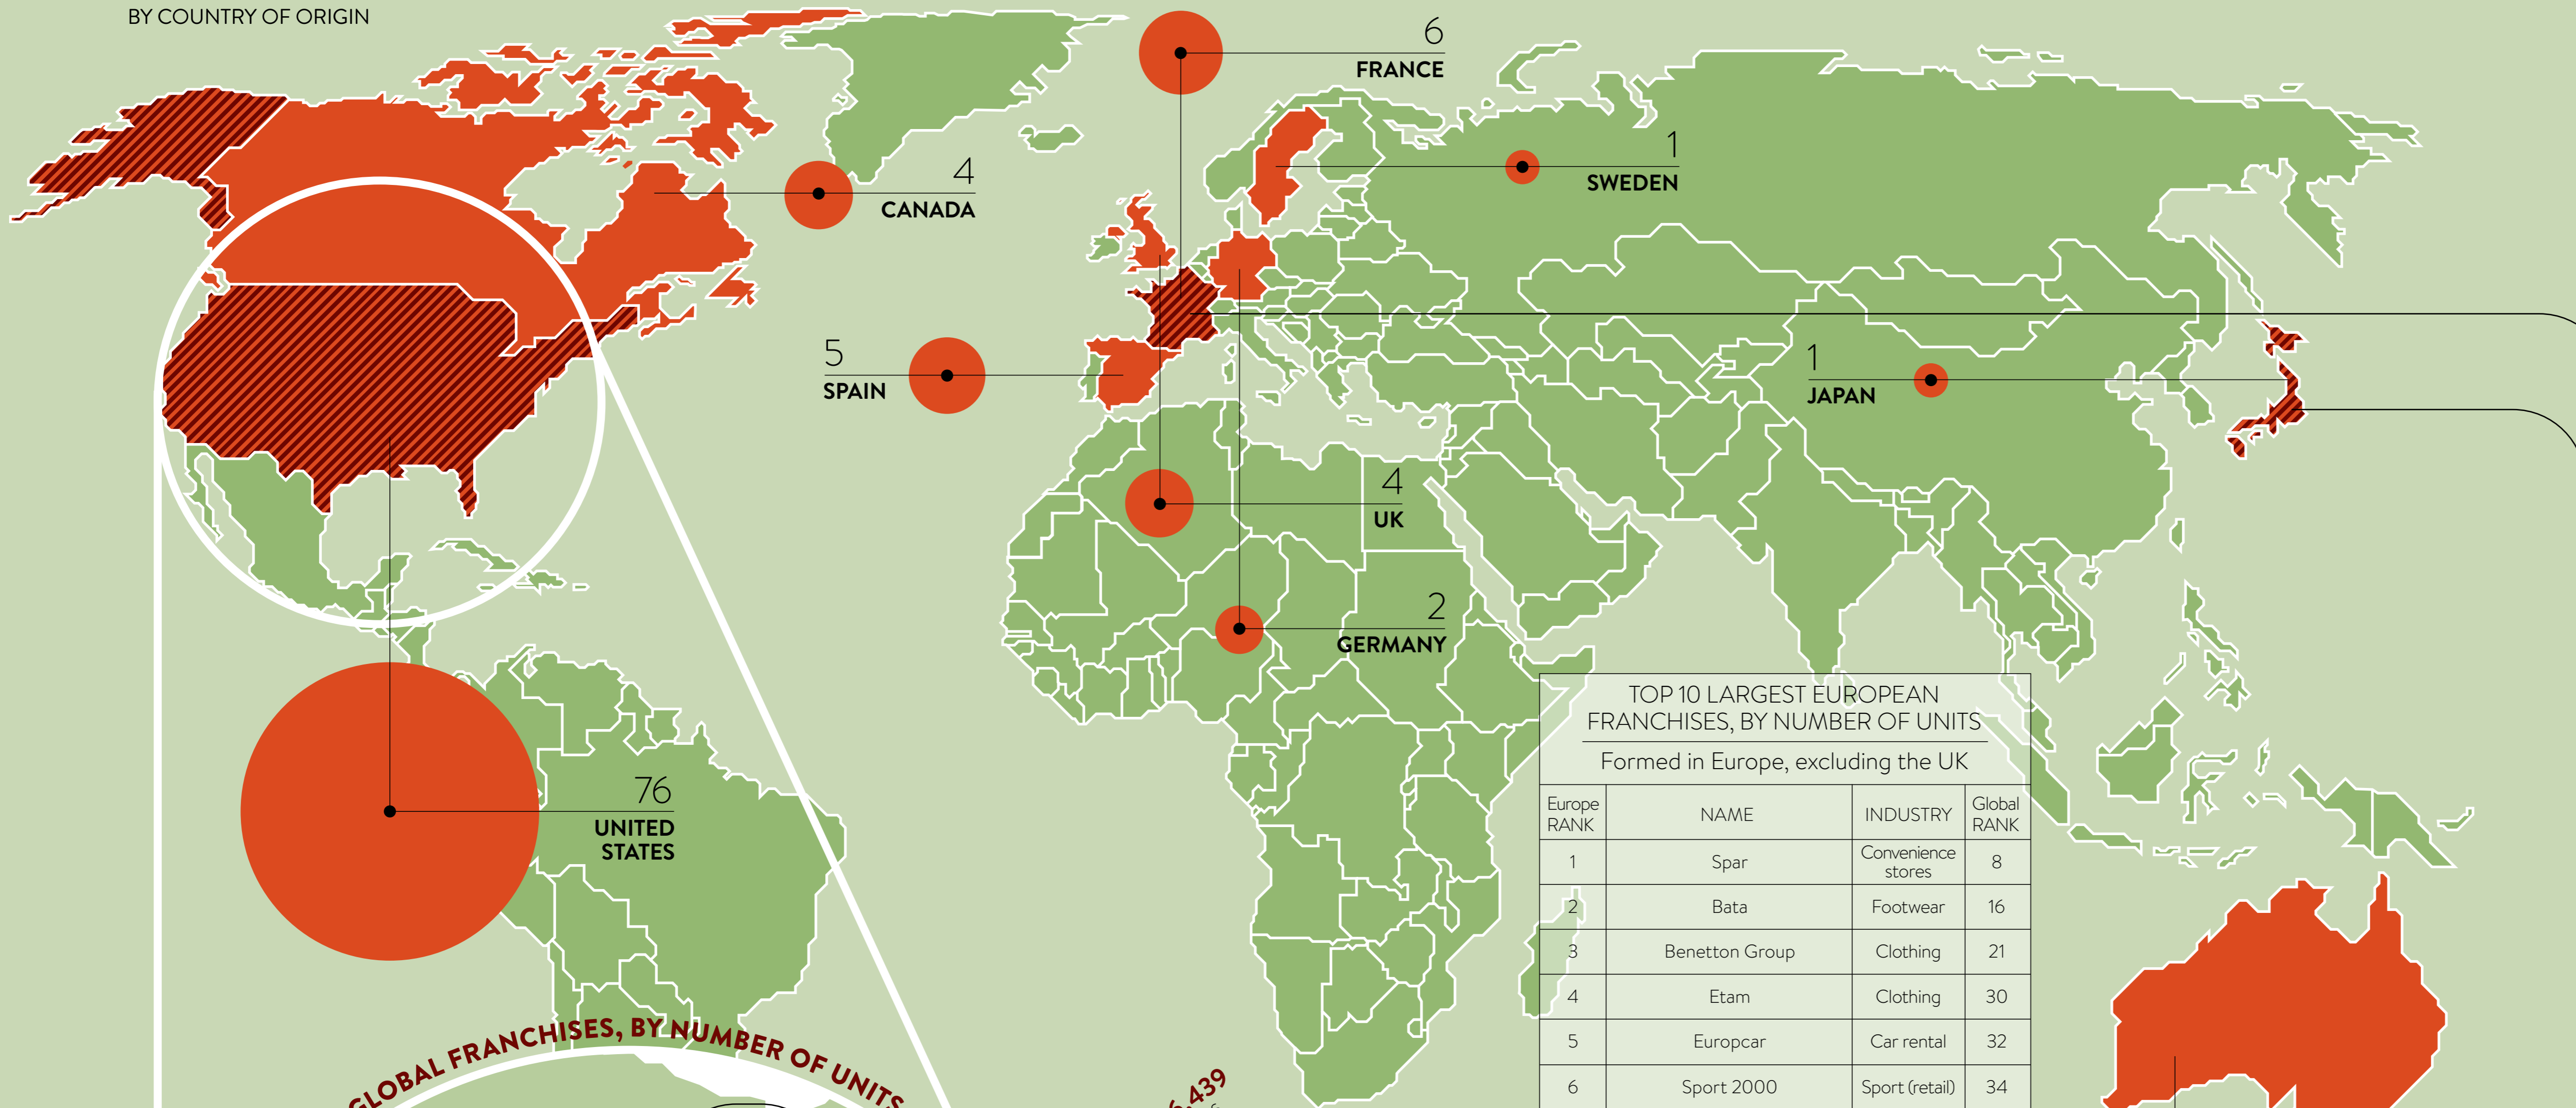 BY COUNTRY OF ORIGIN
6
FRANCE
1
SWEDEN
4
CANADA
5
SPAIN
1
JAPAN
4
UK
2
GERMANY
76
UNITED
STATES
TOP 10 LARGEST EUROPEAN
FRANCHISES, BY NUMBER OF UNITS
Formed in Europe, excluding the UK
Europe RANK NAME INDUSTRY Global RANK
1 Spar Convenience stores 8
2 Bata Footwear 16
3 Benetton Group Clothing 21
4 Etam Clothing 30
5 Europcar Car rental 32
6 Sport 2000 Sport (retail) 34
GLOBAL FRANCHISES, BY NUMBER OF UNITS